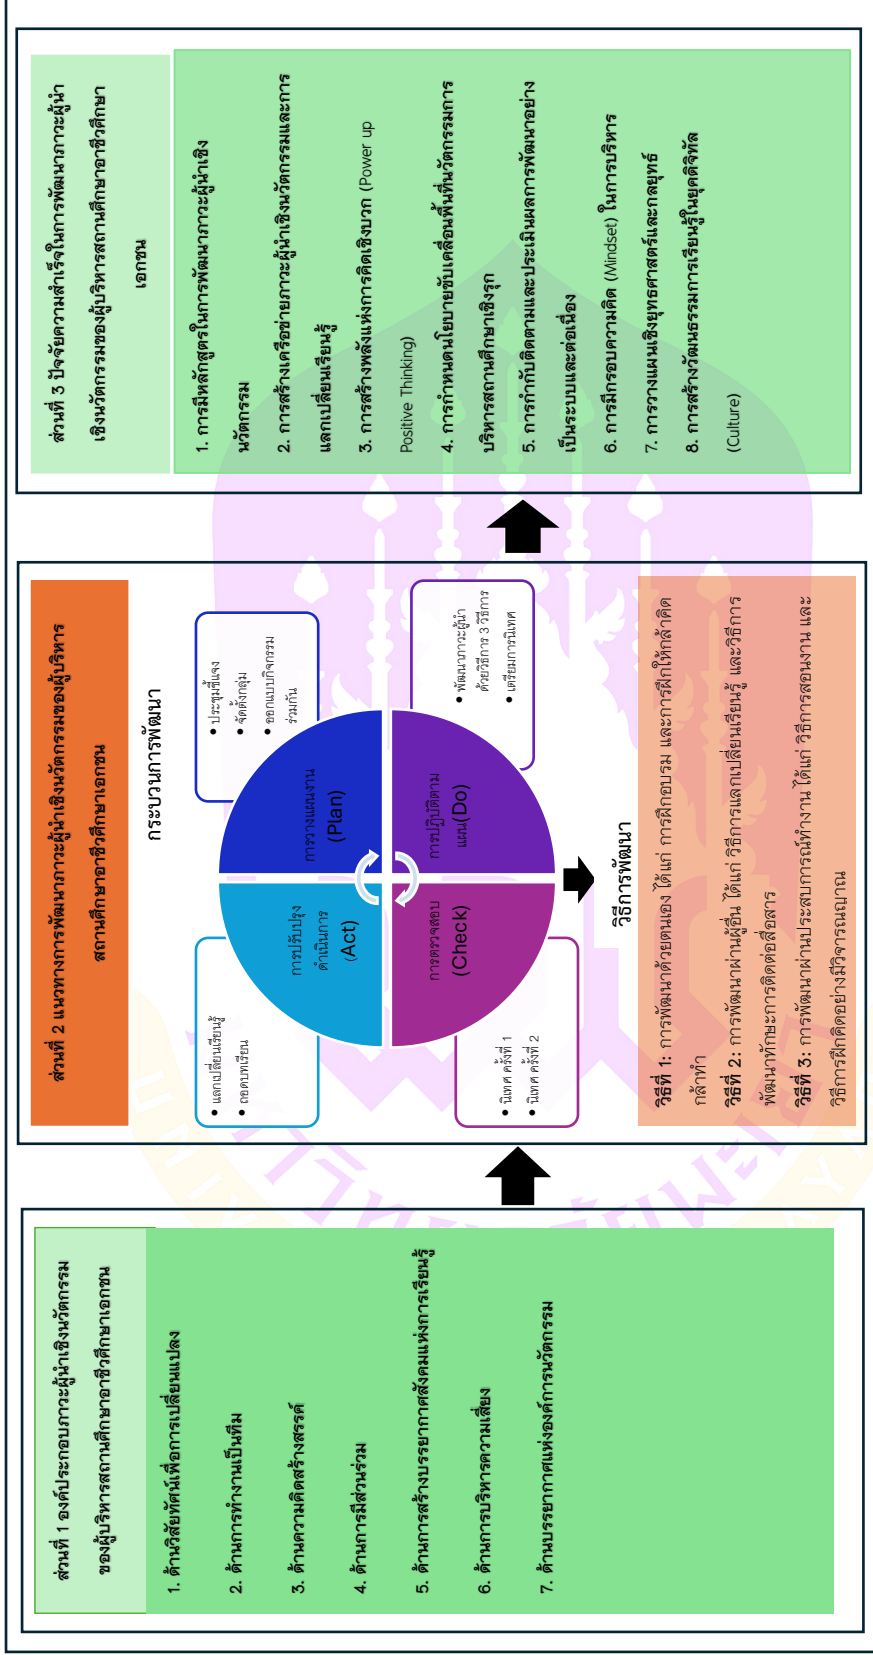 ส่วนที่ 1 องค์ประกอบภาวะผู้นำเชิงนวัตกรรม
ของผู้บริหารสถานศึกษาอาชีวศึกษาเอกชน
1. ด้านวิสัยทัศน์เพื่อการเปลี่ยนแปลง
2. ด้านการทำงานเป็นทีม
3. ด้านความคิดสร้างสรรค์
4. ด้านการมีส่วนร่วม
5. ด้านการสร้างบรรยากาศสังคมแห่งการเรียนรู้
6. ด้านการบริหารความเสี่ยง
7. ด้านบรรยากาศแห่งองค์การนวัตกรรม
ส่วนที่ 2 แนวทางการพัฒนาภาวะผู้นำเชิงนวัตกรรมของผู้บริหาร
สถานศึกษาอาชีวศึกษาเอกชน
กระบวนการพัฒนา
• แลกเปลี่ยนเรียนรู้
• ถอดบทเรียน
การปรับปรุง
ดำเนินการ
(Act)
การวางแผนงาน
(Plan)
• ประชุมชี้แจง
• จัดตั้งกลุ่ม
• ออกแบบกิจกรรม
ร่วมกัน
• นิเทศ ครั้งที่ 1
• นิเทศ ครั้งที่ 2
การตรวจสอบ
(Check)
การปฏิบัติตาม
แผน(Do)
• พัฒนาภาวะผู้นำ
ด้วยวิธีการ 3 วิธีการ
• เตรียมการนิเทศ
วิธีการพัฒนา
วิธีที่ 1: การพัฒนาด้วยตนเอง ได้แก่ การฝึกอบรม และการฝึกให้กล้าคิด
กล้าทำ
วิธีที่ 2: การพัฒนาผ่านผู้อื่น ได้แก่ วิธีการแลกเปลี่ยนเรียนรู้ และวิธีการ
พัฒนาทักษะการติดต่อสื่อสาร
วิธีที่ 3: การพัฒนาผ่านประสบการณ์ทำงาน ได้แก่ วิธีการสอนงาน และ
วิธีการฝึกคิดอย่างมีวิจารณญาณ
ส่วนที่ 3 ปัจจัยความสำเร็จในการพัฒนาภาวะผู้นำ
เชิงนวัตกรรมของผู้บริหารสถานศึกษาอาชีวศึกษา
เอกชน
1. การมีหลักสูตรในการพัฒนาภาวะผู้นำเชิง
นวัตกรรม
2. การสร้างเครือข่ายภาวะผู้นำเชิงนวัตกรรมและการ
แลกเปลี่ยนเรียนรู้
3. การสร้างพลังแห่งการคิดเชิงบวก (Power up
Positive Thinking)
4. การกำหนดนโยบายขับเคลื่อนพื้นที่นวัตกรรมการ
บริหารสถานศึกษาเชิงรุก
5. การกำกับติดตามและประเมินผลการพัฒนาอย่าง
เป็นระบบและต่อเนื่อง
6. การมีกรอบความคิด (Mindset) ในการบริหาร
7. การวางแผนเชิงยุทธศาสตร์และกลยุทธ์
8. การสร้างวัฒนธรรมการเรียนรู้ในยุคดิจิทัล
(Culture)